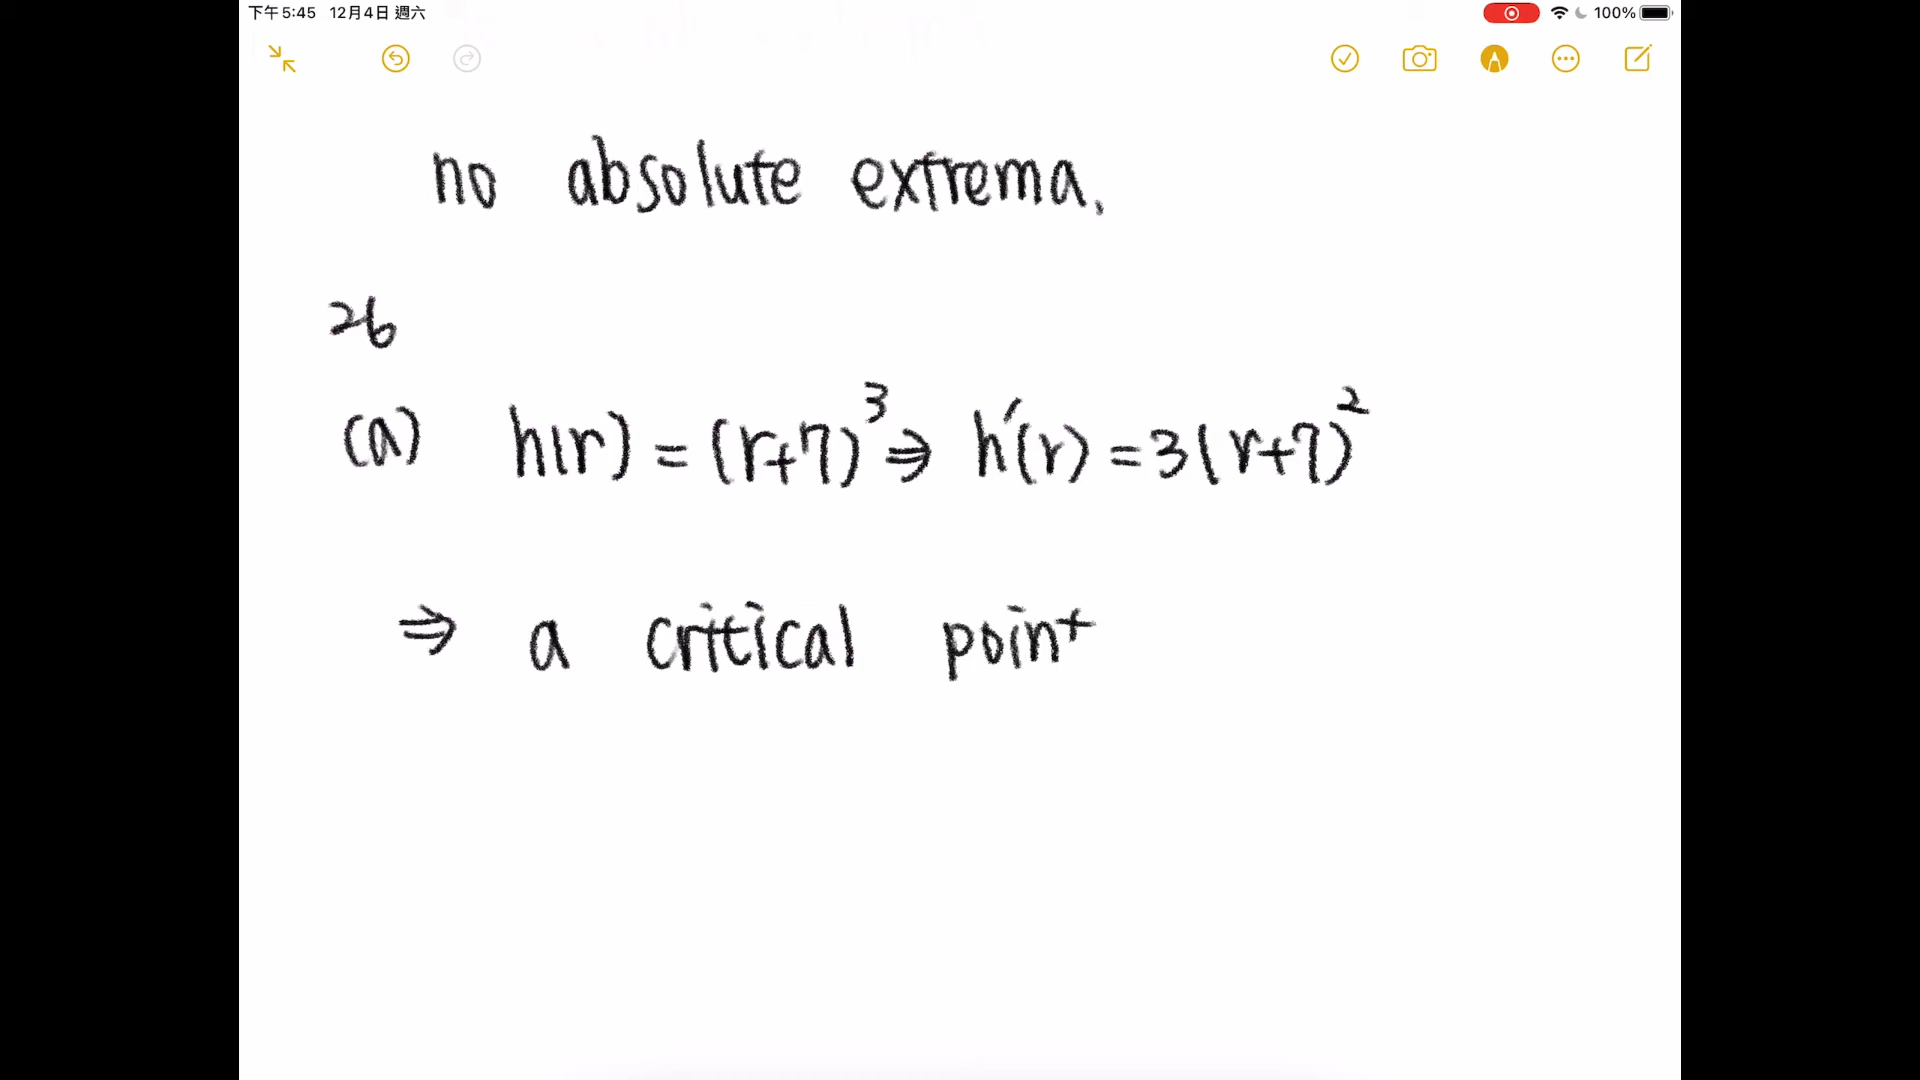 下午5:45 12月4日 週六 100%
no absolute extrema.
26
(a) h(r) = (r+7)³ ⇒ h′(r) = 3(r+7)²
⇒ a critical point